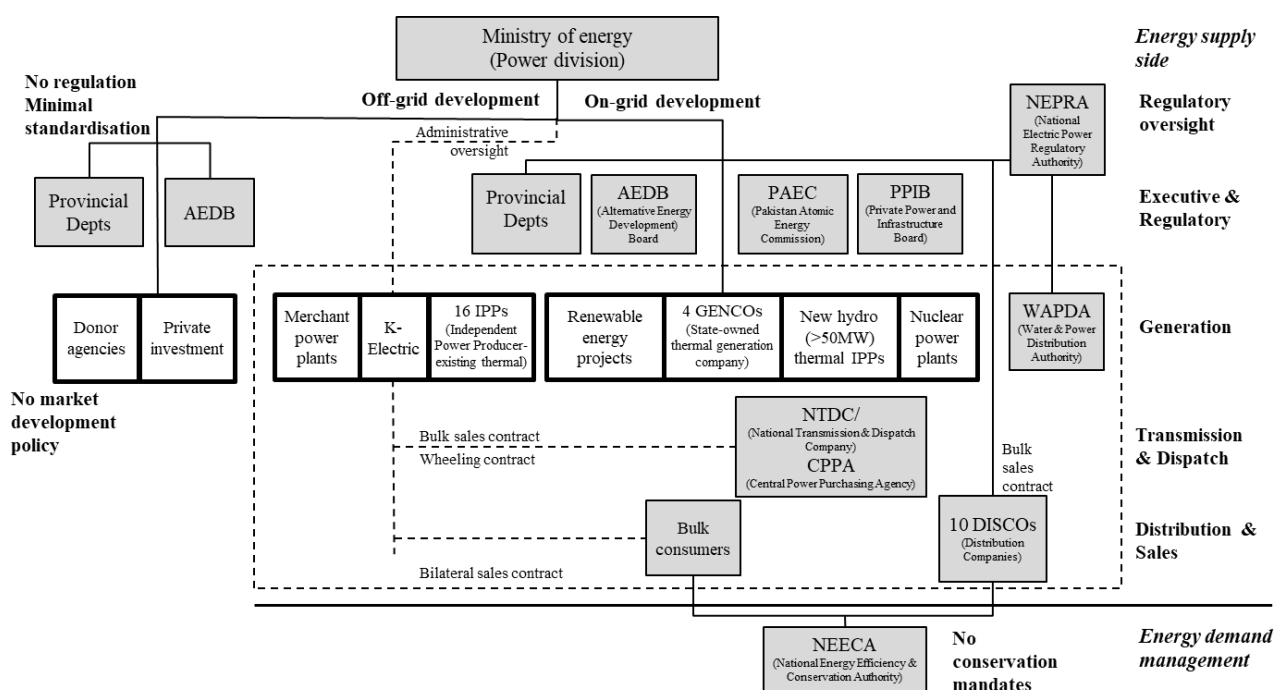 Ministry of energy
(Power division)
Energy supply
side
No regulation
Minimal
standardisation
Off-grid development
On-grid development
NEPRA
(National
Electric Power
Regulatory
Authority)
Regulatory
oversight
Administrative
oversight
Provincial
Depts
AEDB
Provincial
Depts
AEDB
(Alternative Energy
Development)
Board
PAEC
(Pakistan Atomic
Energy
Commission)
PPIB
(Private Power and
Infrastructure
Board)
Executive &
Regulatory
Donor
agencies
Private
investment
Merchant
power
plants
K-
Electric
16 IPPs
(Independent
Power Producer-
existing thermal)
Renewable
energy
projects
4 GENCOs
(State-owned
thermal generation
company)
New hydro
(>50MW)
thermal IPPs
Nuclear
power
plants
WAPDA
(Water & Power
Distribution
Authority)
Generation
No market
development
policy
Bulk sales contract
Wheeling contract
NTDC/
(National Transmission & Dispatch
Company)
CPPA
(Central Power Purchasing Agency)
Bulk
sales
contract
Transmission
& Dispatch
Bulk
consumers
10 DISCOs
(Distribution
Companies)
Distribution &
Sales
Bilateral sales contract
NEECA
(National Energy Efficiency &
Conservation Authority)
No
conservation
mandates
Energy demand
management